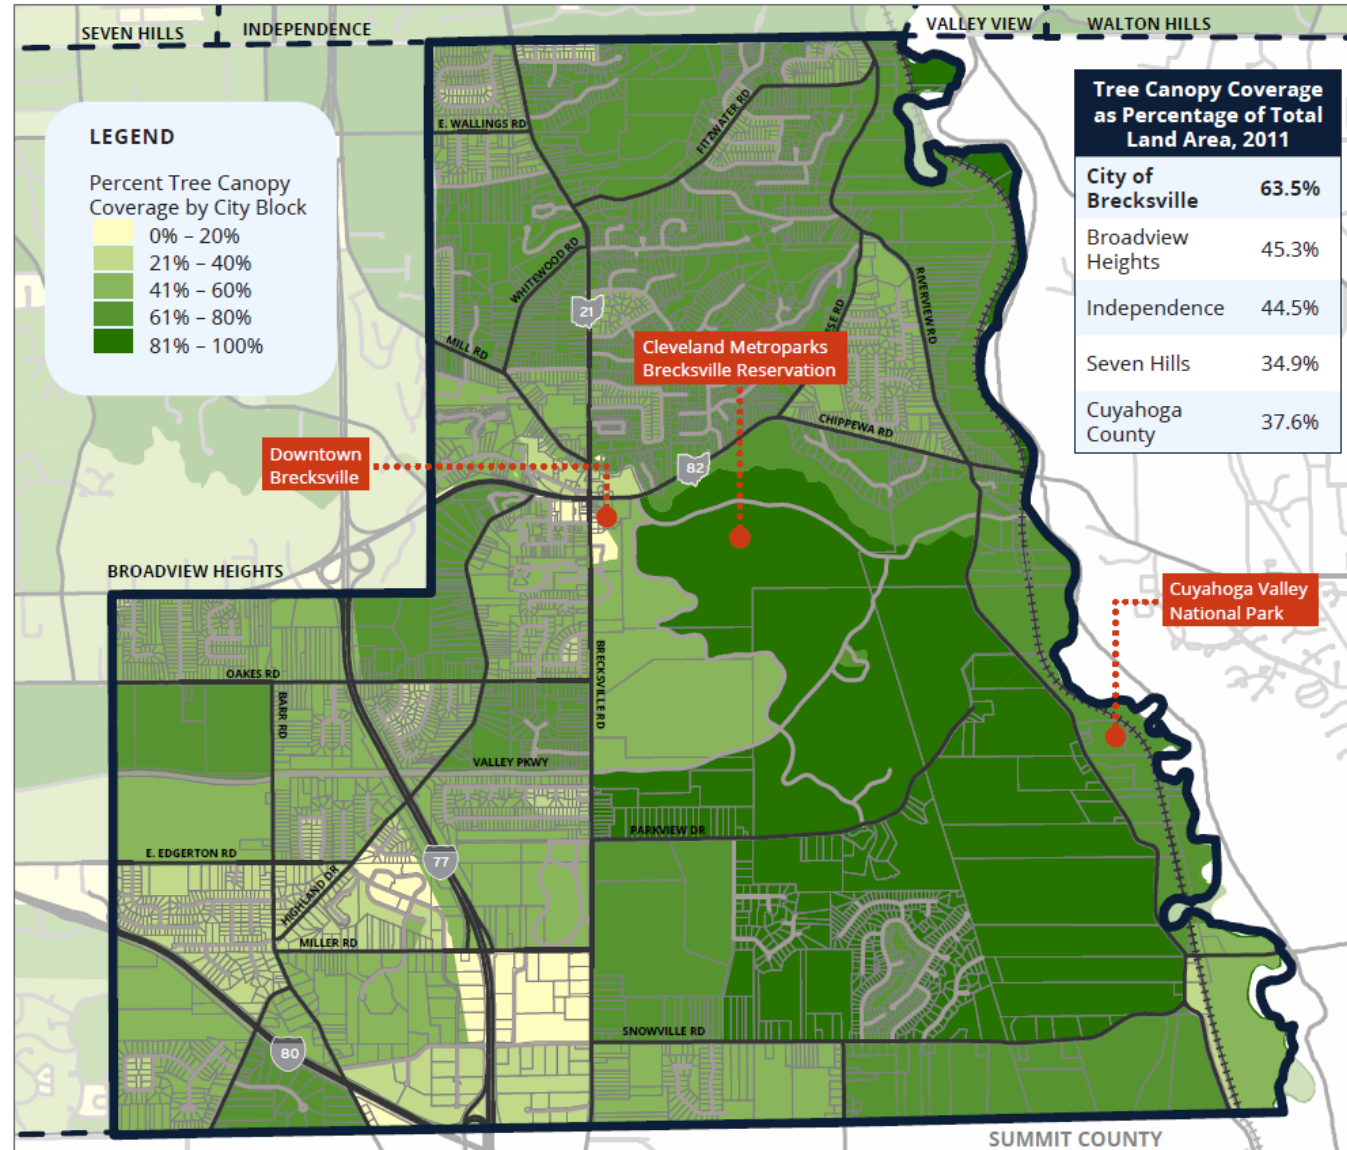 SEVEN HILLS
INDEPENDENCE
VALLEY VIEW
WALTON HILLS
LEGEND
Percent Tree Canopy
Coverage by City Block
0% – 20%
21% – 40%
41% – 60%
61% – 80%
81% – 100%
Tree Canopy Coverage
as Percentage of Total
Land Area, 2011
City of
Brecksville 63.5%
Broadview
Heights 45.3%
Independence 44.5%
Seven Hills 34.9%
Cuyahoga
County 37.6%
E. WALLINGS RD
FITZWATER RD
WHITEWOOD RD
RIVERVIEW RD
21
MILL RD
SE RD
Cleveland Metroparks
Brecksville Reservation
CHIPPEWA RD
Downtown
Brecksville
82
BROADVIEW HEIGHTS
Cuyahoga Valley
National Park
OAKES RD
BARR RD
BRECKSVILLE RD
VALLEY PKWY
PARKVIEW DR
E. EDGERTON RD
77
HIGHLAND DR
MILLER RD
SNOWVILLE RD
80
SUMMIT COUNTY